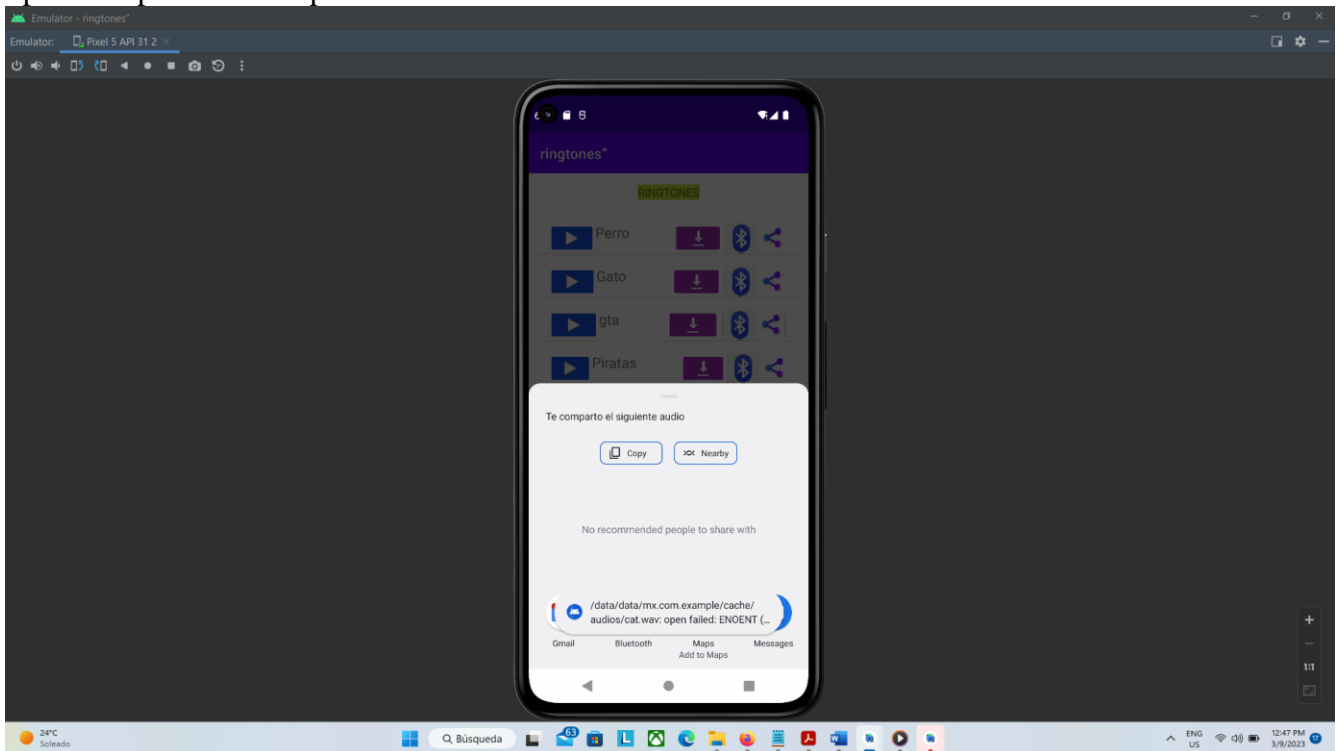 Emulator - ringtones"
Emulator: Pixel 5 API 31 2
ringtones"
RINGTONES
Perro
Gato
gta
Piratas
Te comparto el siguiente audio
Copy
Nearby
No recommended people to share with
/data/data/mx.com.example/cache/
audios/cat.wav: open failed: ENOENT (…
Gmail Bluetooth Maps Messages
Add to Maps
1:1
24°C
Soleado
Búsqueda
63
ENG
US
12:47 PM
3/9/2023
17